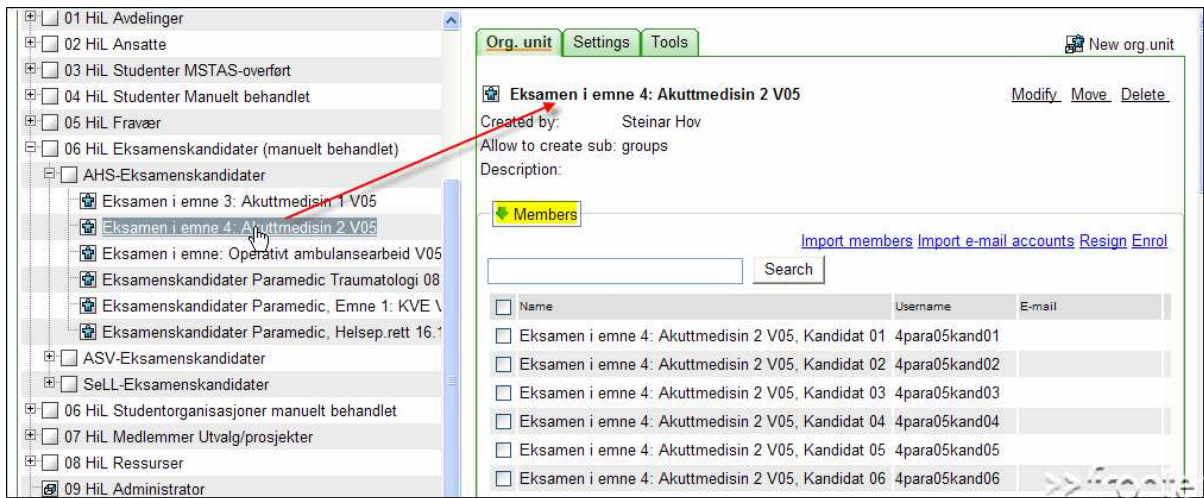 01 HiL Avdelinger
02 HiL Ansatte
03 HiL Studenter MSTAS-overført
04 HiL Studenter Manuelt behandlet
05 HiL Fravær
06 HiL Eksamenskandidater (manuelt behandlet)
AHS-Eksamenskandidater
Eksamen i emne 3: Akuttmedisin 1 V05
Eksamen i emne 4: Akuttmedisin 2 V05
Eksamen i emne: Operativt ambulansearbeid V05
Eksamenskandidater Paramedic Traumatologi 08
Eksamenskandidater Paramedic, Emne 1: KVE V
Eksamenskandidater Paramedic, Helsep.rett 16.1
ASV-Eksamenskandidater
SeLL-Eksamenskandidater
06 HiL Studentorganisasjoner manuelt behandlet
07 HiL Medlemmer Utvalg/prosjekter
08 HiL Ressurser
09 HiL Administrator
Org. unit Settings Tools New org.unit
Eksamen i emne 4: Akuttmedisin 2 V05 Modify Move Delete
Created by: Steinar Hov
Allow to create sub: groups
Description:
Members
Import members Import e-mail accounts Resign Enrol
Search
Name Username E-mail
Eksamen i emne 4: Akuttmedisin 2 V05, Kandidat 01 4para05kand01
Eksamen i emne 4: Akuttmedisin 2 V05, Kandidat 02 4para05kand02
Eksamen i emne 4: Akuttmedisin 2 V05, Kandidat 03 4para05kand03
Eksamen i emne 4: Akuttmedisin 2 V05, Kandidat 04 4para05kand04
Eksamen i emne 4: Akuttmedisin 2 V05, Kandidat 05 4para05kand05
Eksamen i emne 4: Akuttmedisin 2 V05, Kandidat 06 4para05kand06